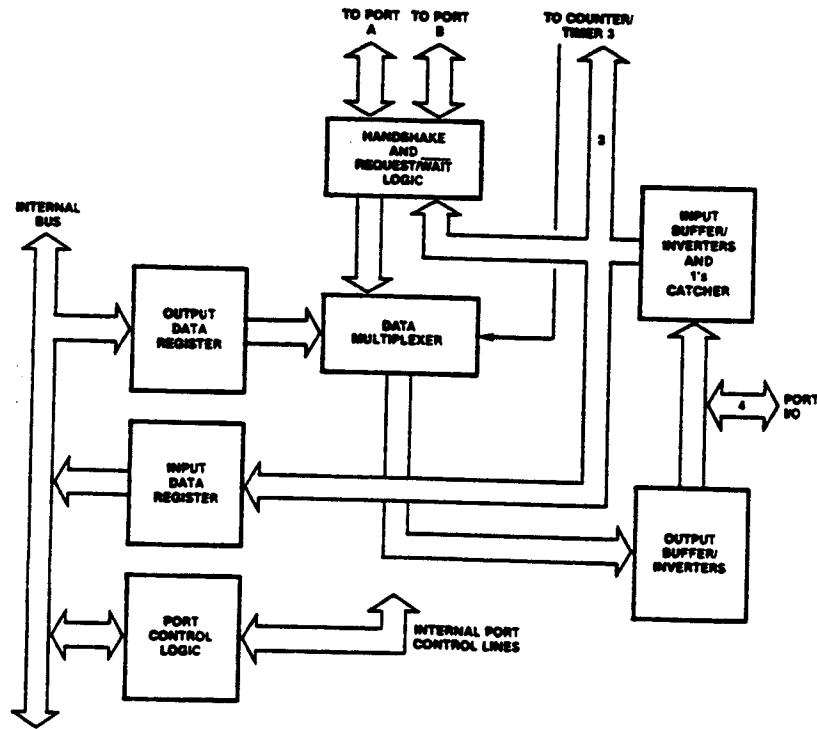 TO PORT
A
TO PORT
B
TO COUNTER/
TIMER 3
HANDSHAKE
AND
REQUEST/WAIT
LOGIC
3
INTERNAL
BUS
INPUT
BUFFER/
INVERTERS
AND
1's
CATCHER
OUTPUT
DATA
REGISTER
DATA
MULTIPLEXER
4
PORT
I/O
INPUT
DATA
REGISTER
OUTPUT
BUFFER/
INVERTERS
PORT
CONTROL
LOGIC
INTERNAL PORT
CONTROL LINES